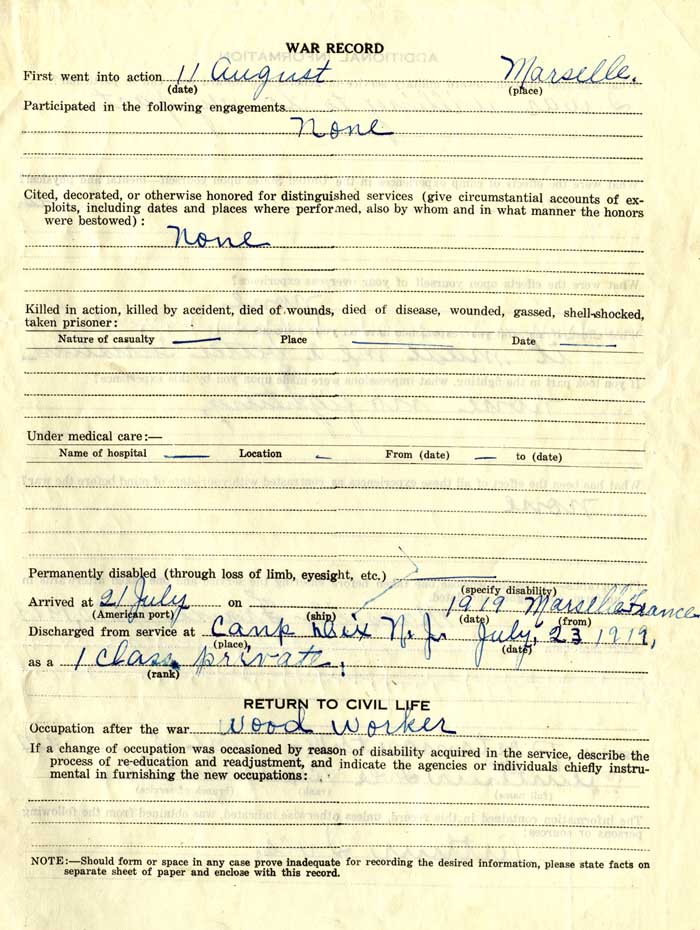 WAR RECORD
First went into action 11 August Marselle.
(date) (place)
Participated in the following engagements
None
Cited, decorated, or otherwise honored for distinguished services (give circumstantial accounts of ex-
ploits, including dates and places where performed, also by whom and in what manner the honors
were bestowed) :
None
Killed in action, killed by accident, died of wounds, died of disease, wounded, gassed, shell-shocked,
taken prisoner:
Nature of casualty — Place — Date —
Under medical care:—
Name of hospital — Location - From (date) — to (date)
Permanently disabled (through loss of limb, eyesight, etc.) —
(specify disability)
Arrived at 21 July on 1919 Marselle France
(American port) (ship) (date) (from)
Discharged from service at Camp Dix N. J. July, 23 1919,
(place) (date)
as a 1 Class private.
(rank)
RETURN TO CIVIL LIFE
Occupation after the war Wood Worker
If a change of occupation was occasioned by reason of disability acquired in the service, describe the
process of re-education and readjustment, and indicate the agencies or individuals chiefly instru-
mental in furnishing the new occupations:
NOTE:—Should form or space in any case prove inadequate for recording the desired information, please state facts on
separate sheet of paper and enclose with this record.